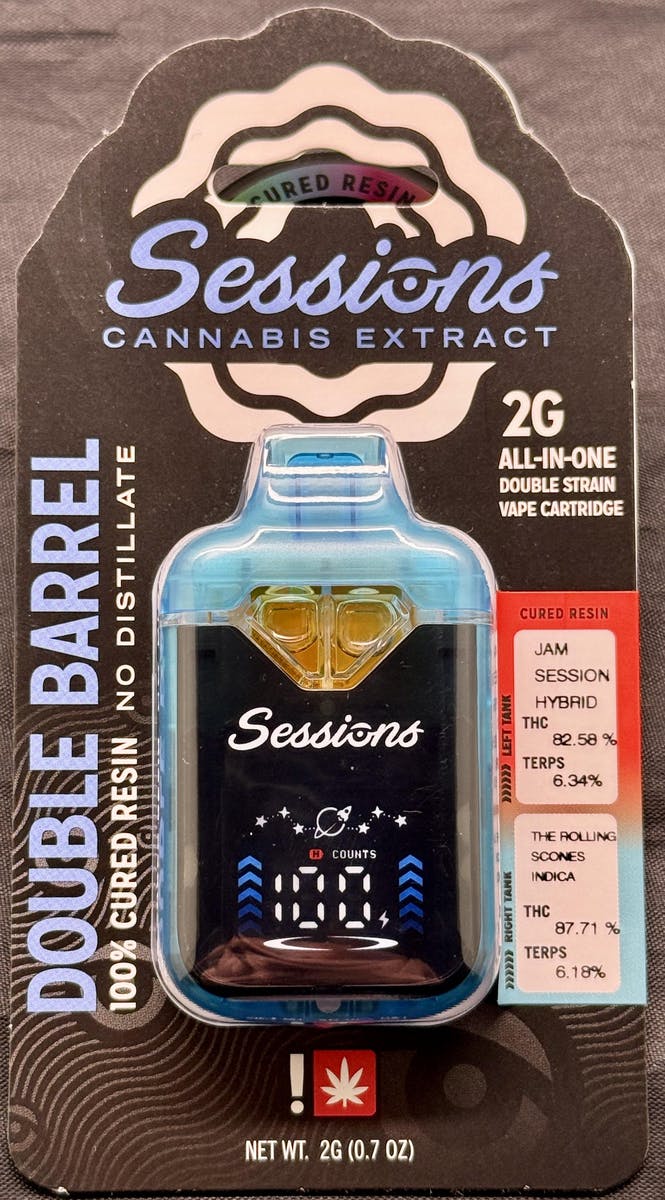 CURED RESIN
Sessions
CANNABIS EXTRACT
2G
ALL-IN-ONE
DOUBLE STRAIN
VAPE CARTRIDGE
DOUBLE BARREL
100% CURED RESIN NO DISTILLATE
Sessions
H COUNTS
100
CURED RESIN
LEFT TANK
JAM
SESSION
HYBRID
THC
82.58 %
TERPS
6.34%
RIGHT TANK
THE ROLLING
SCONES
INDICA
THC
87.71 %
TERPS
6.18%
!
NET WT. 2G (0.7 OZ)